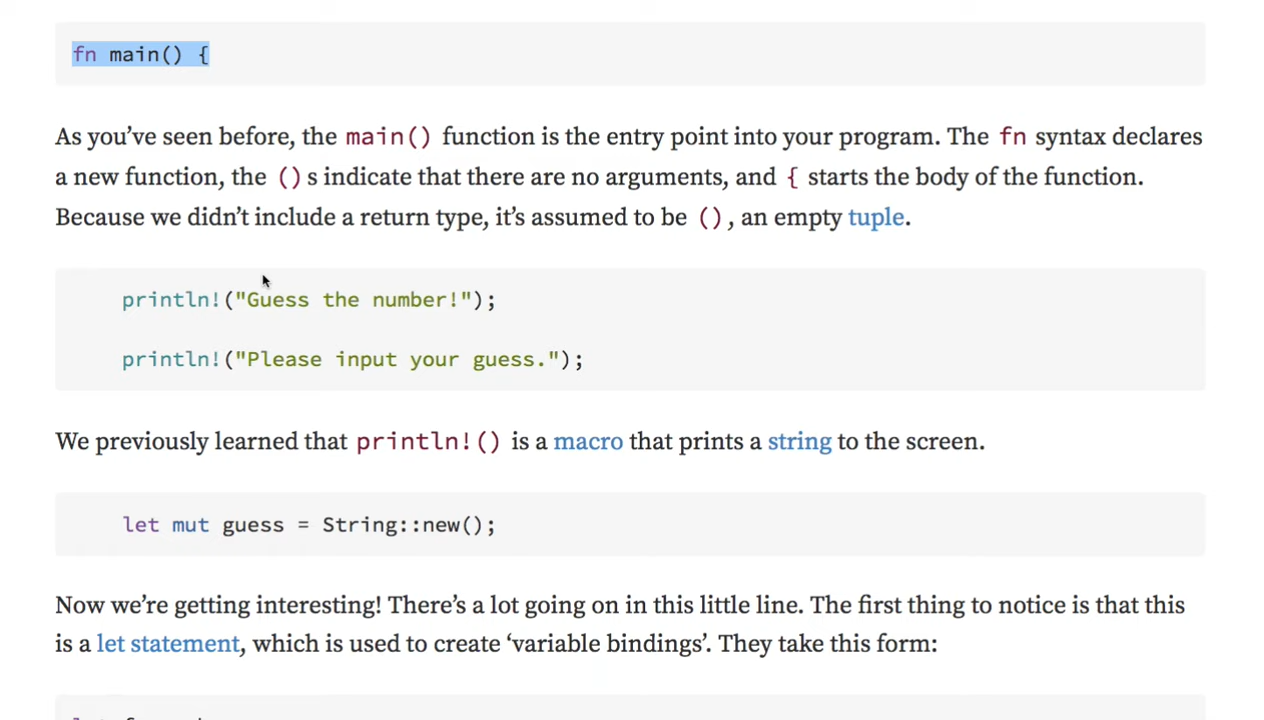 fn main() {
As you’ve seen before, the main() function is the entry point into your program. The fn syntax declares
a new function, the ()s indicate that there are no arguments, and { starts the body of the function.
Because we didn’t include a return type, it’s assumed to be (), an empty tuple.
println!("Guess the number!");
println!("Please input your guess.");
We previously learned that println!() is a macro that prints a string to the screen.
let mut guess = String::new();
Now we’re getting interesting! There’s a lot going on in this little line. The first thing to notice is that this
is a let statement, which is used to create ‘variable bindings’. They take this form: